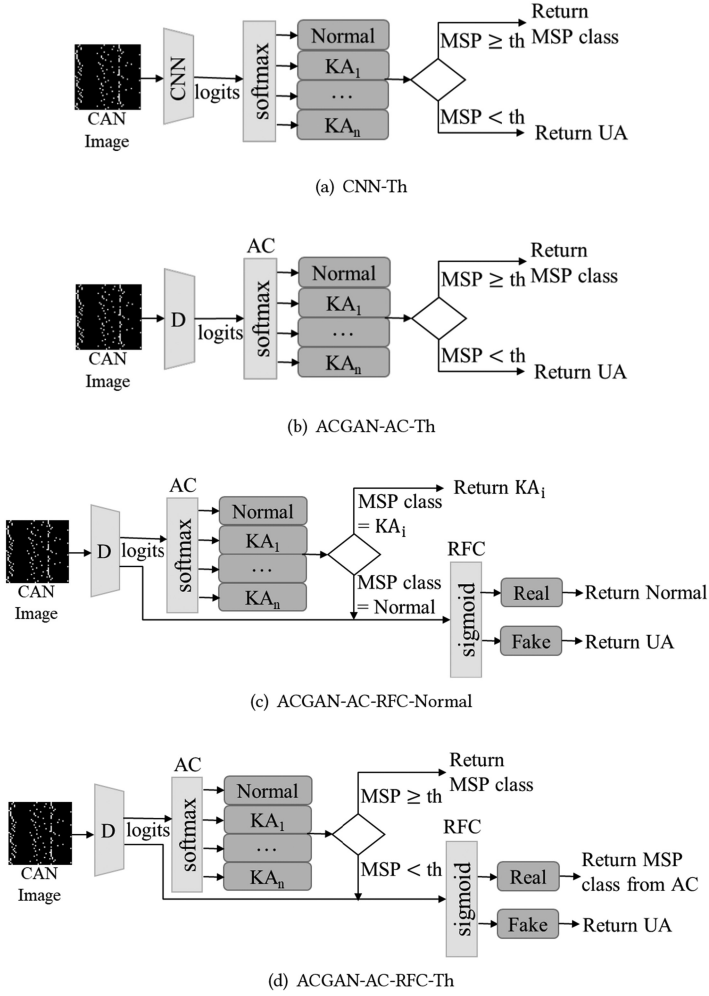 CAN
Image
CNN
logits
softmax
Normal
KA₁
...
KAₙ
MSP ≥ th
MSP < th
Return
MSP class
Return UA
(a) CNN-Th
CAN
Image
D
logits
AC
softmax
Normal
KA₁
...
KAₙ
MSP ≥ th
MSP < th
Return
MSP class
Return UA
(b) ACGAN-AC-Th
CAN
Image
D
logits
AC
softmax
Normal
KA₁
...
KAₙ
MSP class
= KAᵢ
Return KAᵢ
MSP class
= Normal
RFC
sigmoid
Real
Return Normal
Fake
Return UA
(c) ACGAN-AC-RFC-Normal
CAN
Image
D
logits
AC
softmax
Normal
KA₁
...
KAₙ
MSP ≥ th
Return
MSP class
MSP < th
RFC
sigmoid
Real
Return MSP
class from AC
Fake
Return UA
(d) ACGAN-AC-RFC-Th